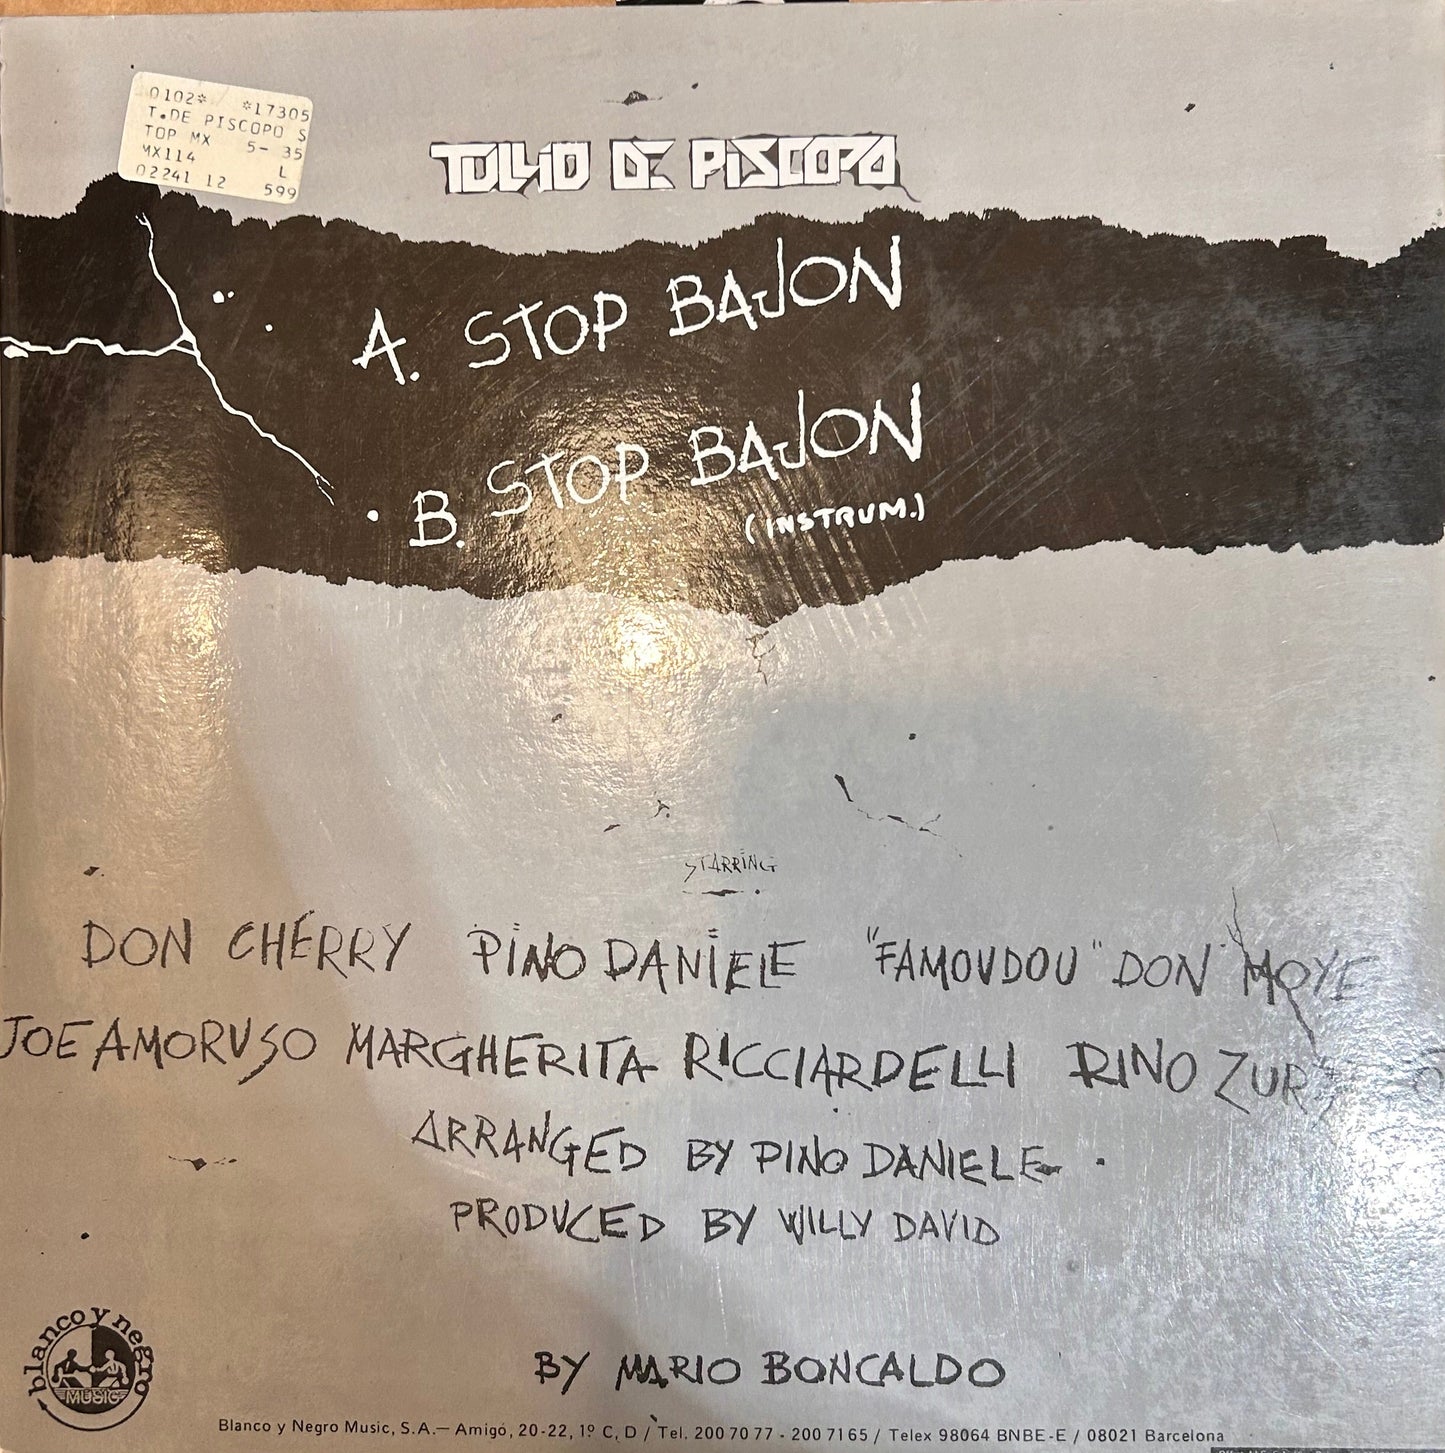 0102* *17305
T.DE PISCOPO S
TOP MX 5- 35
MX114 L
02241 12 599
TULLIO DE PISCOPO
A. STOP BAJON
B. STOP BAJON
(INSTRUM.)
STARRING
DON CHERRY PINO DANIELE "FAMOUDOU" DON MOYE
JOE AMORUSO MARGHERITA RICCIARDELLI RINO
ARRANGED BY PINO DANIELE
PRODUCED BY WILLY DAVID
BY MARIO BONCALDO
blanco y negro
MUSIC
Blanco y Negro Music, S.A.— Amigó, 20-22, 1º C, D / Tel. 200 70 77 - 200 71 65 / Telex 98064 BNBE-E / 08021 Barcelona